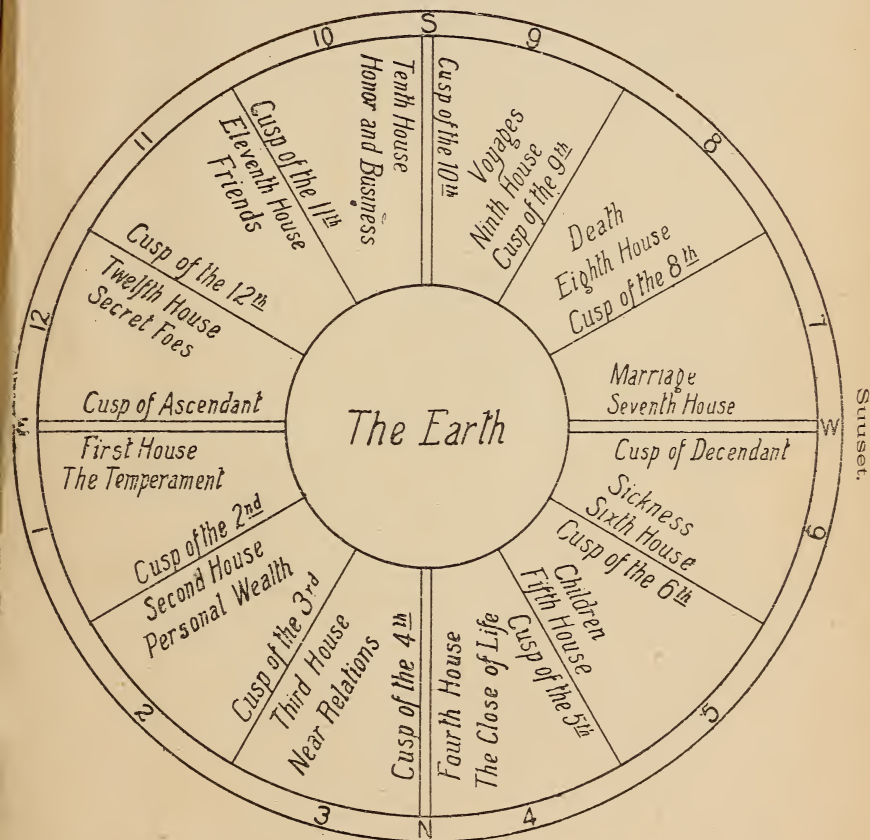 S
10
9
11
8
12
7
W
1
6
2
5
3
4
N
Sunset.
Tenth House
Honor and Business
Cusp of the 10th
Voyages
Ninth House
Cusp of the 9th
Death
Eighth House
Cusp of the 8th
Marriage
Seventh House
Cusp of Decendant
Sickness
Sixth House
Cusp of the 6th
Children
Fifth House
Cusp of the 5th
Fourth House
The Close of Life
Cusp of the 4th
Third House
Near Relations
Cusp of the 3rd
Second House
Personal Wealth
Cusp of the 2nd
First House
The Temperament
Cusp of Ascendant
Twelfth House
Secret Foes
Cusp of the 12th
Cusp of the 11th
Eleventh House
Friends
The Earth